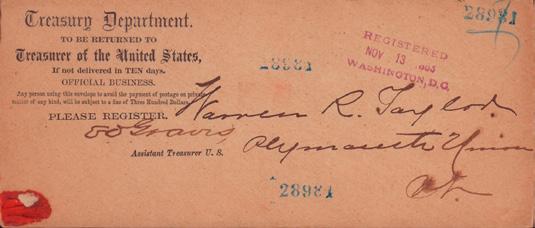 Treasury Department.
TO BE RETURNED TO
Treasurer of the United States,
If not delivered in TEN days.
OFFICIAL BUSINESS.
Any person using this envelope to avoid the payment of postage on private
matter of any kind, will be subject to a fine of Three Hundred Dollars.
PLEASE REGISTER.
Graves
Assistant Treasurer U. S.
28981
REGISTERED
NOV 13
WASHINGTON, D.C.
28981
Warren R. Taylor.
Plymouth Union
Vt.
28981